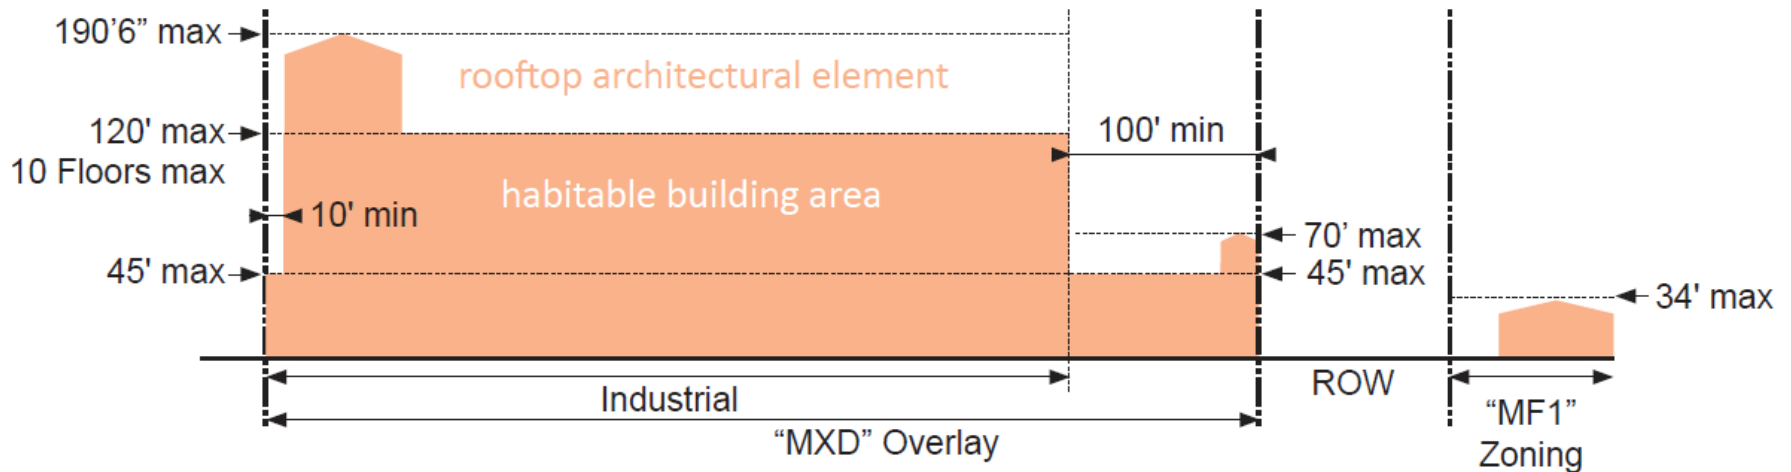 190’6” max
rooftop architectural element
120' max
10 Floors max
100' min
habitable building area
10' min
70’ max
45' max
45' max
34' max
Industrial
ROW
“MXD” Overlay
“MF1”
Zoning